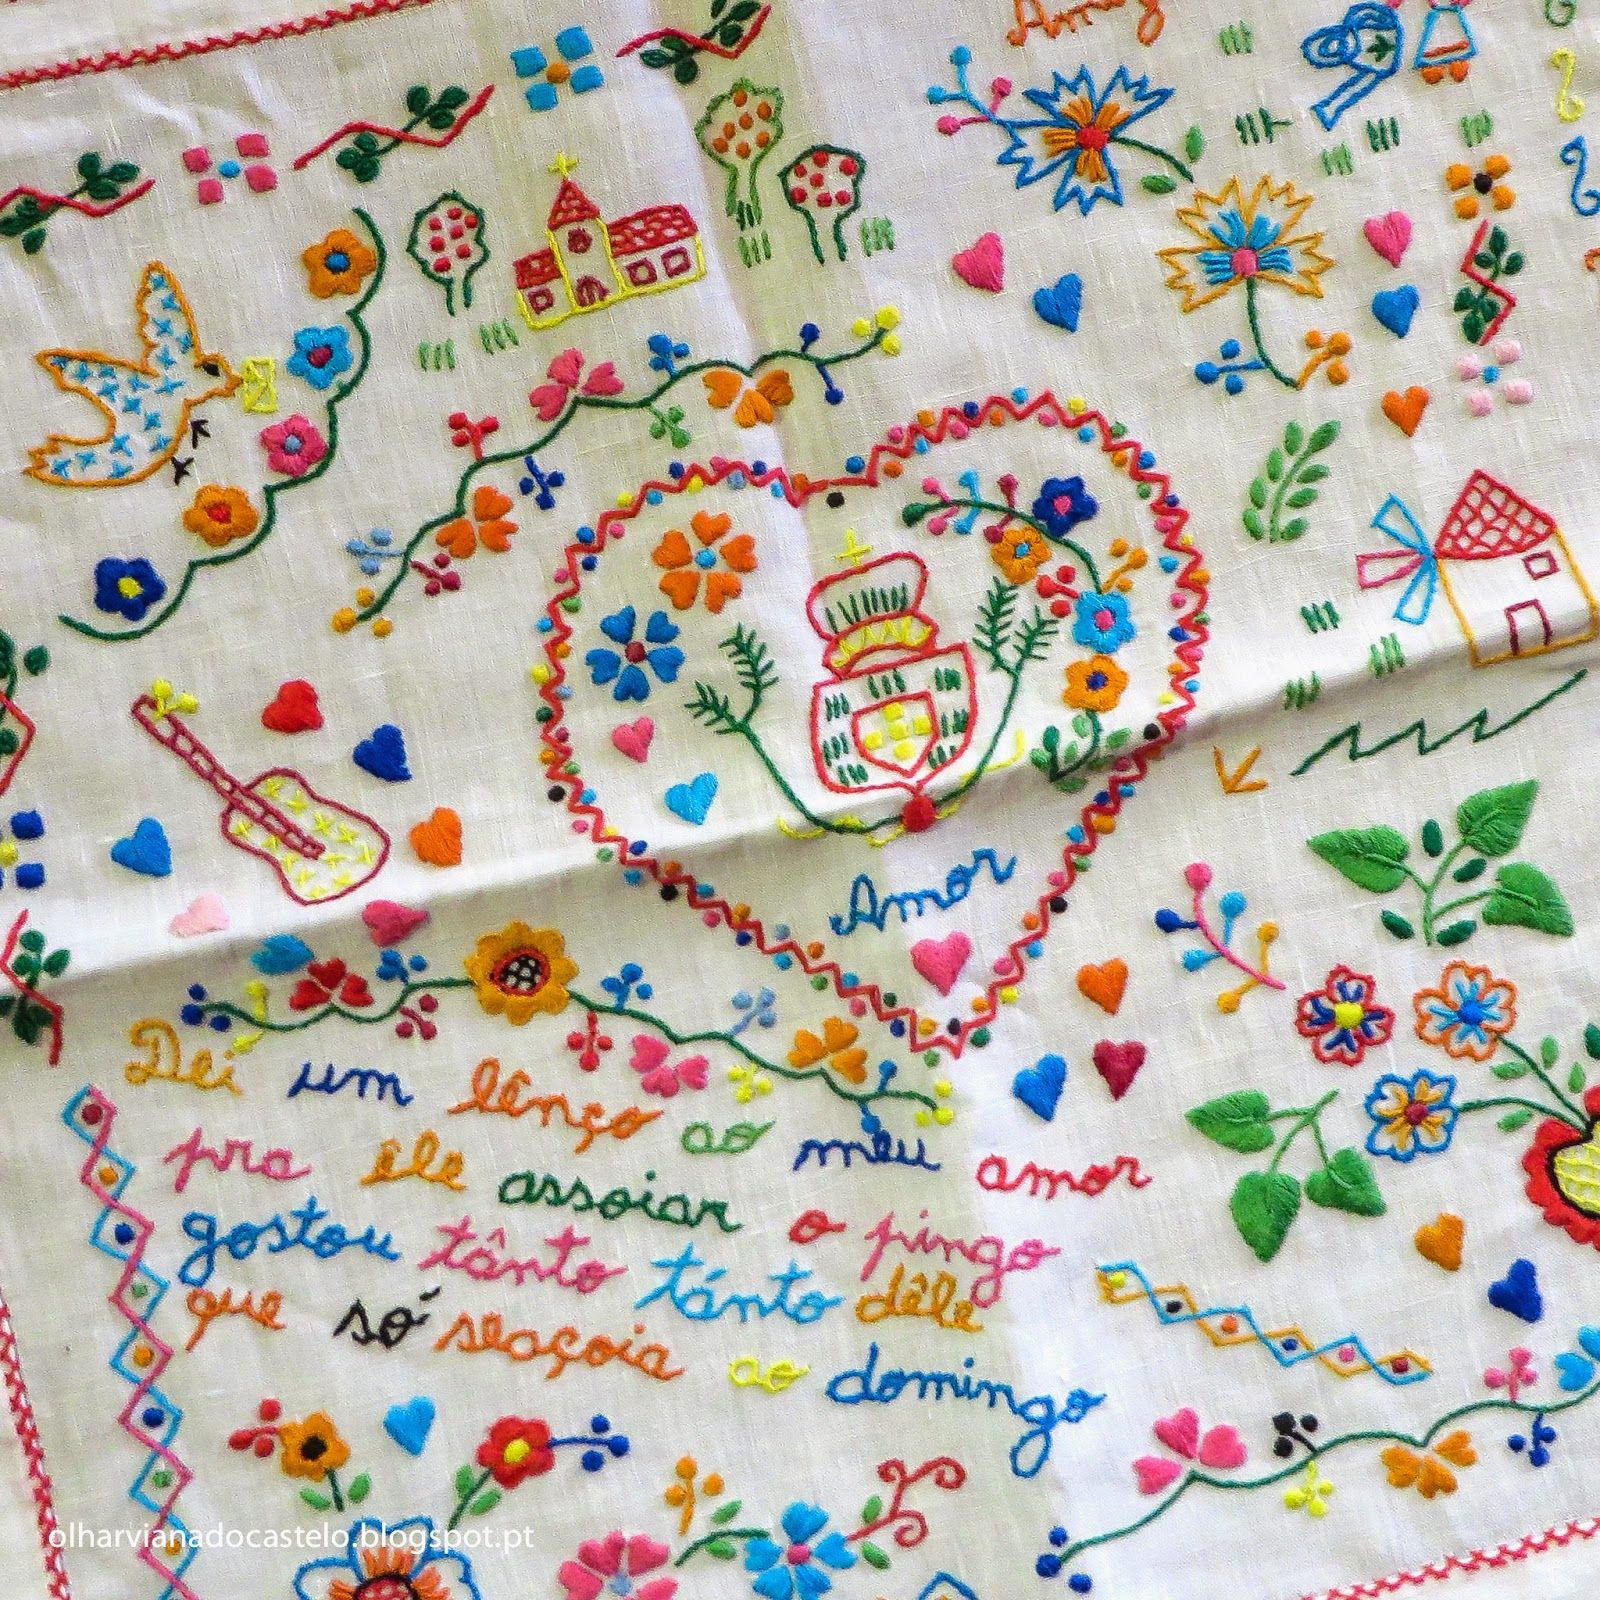 Amor
Dei um lênço ao meu amor
pra êle assoiar o pingo
gostou tânto tánto dêle
que só seaçoia ao domingo
olharvianadocastelo.blogspot.pt